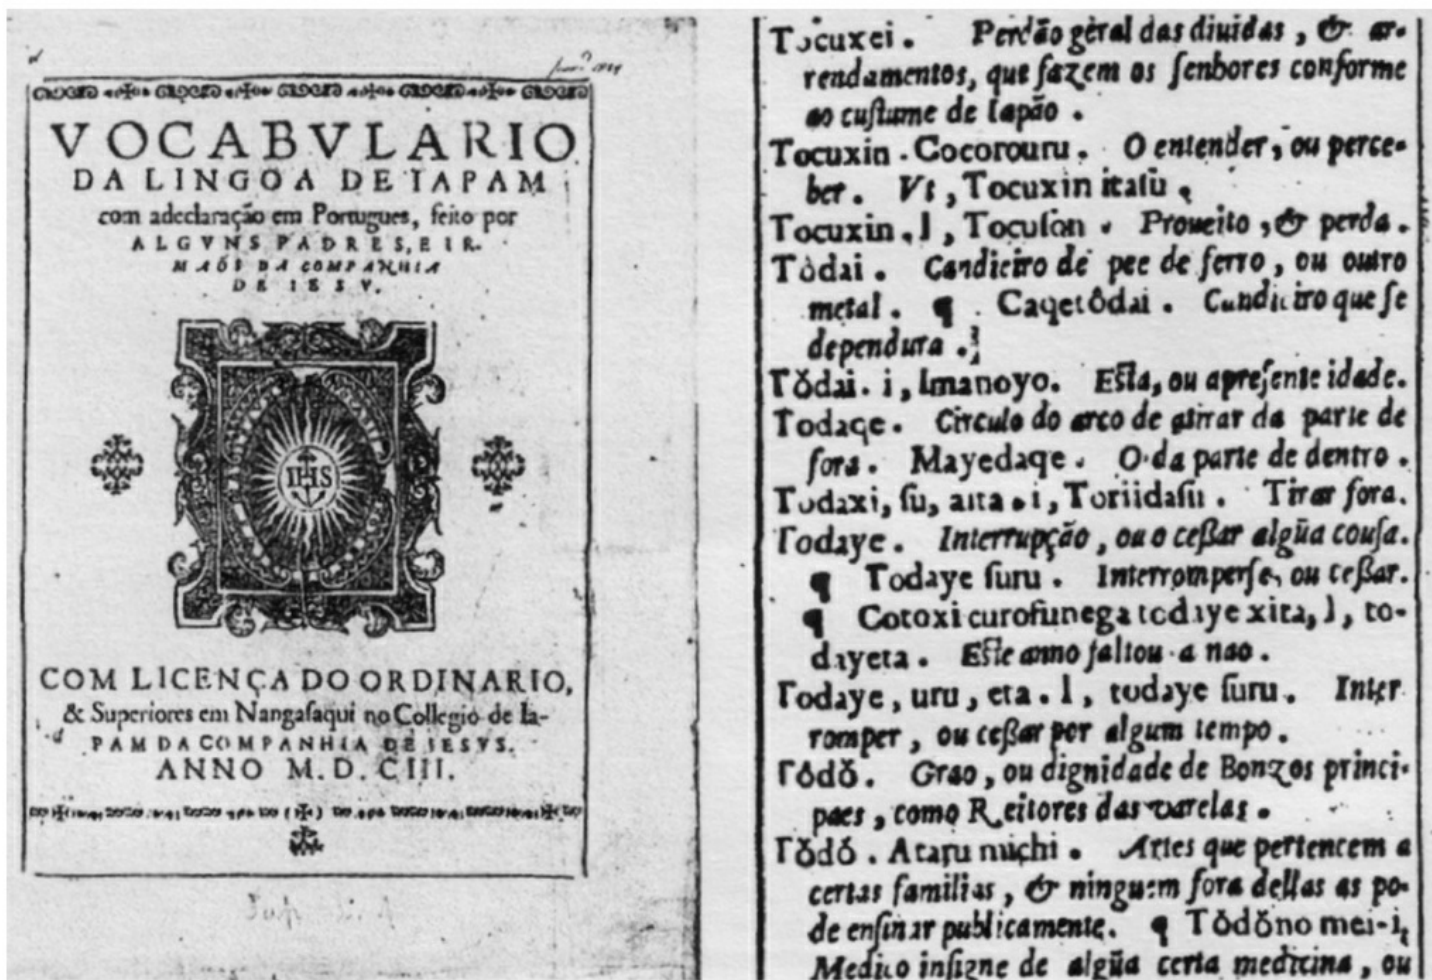 VOCABVLARIO
DA LINGOA DE IAPAM
com adeclaração em Portugues, feito por
ALGVNS PADRES, E IR-
MAÕS DA COMPANHIA
DE IESV.
IHS
COM LICENÇA DO ORDINARIO,
& Superiores em Nangasaqui no Collegio de Ia-
PAM DA COMPANHIA DE IESVS.
ANNO M. D. CIII.
Tocuxei. Perdão gèral das diuidas, & ar-
rendamentos, que fazem os ſenhores conforme
ao cuſtume de Iapão.
Tocuxin. Cocorouru. O entender, ou perce-
ber. Vt, Tocuxin itaſu.
Tocuxin, l, Tocuſon. Proueito, & perda.
Tôdai. Candieiro de pee de ferro, ou outro
metal. ¶ Caqetôdai. Candieiro que ſe
dependura.
Tǒdai. i, Imanoyo. Eſta, ou apreſente idade.
Todaqe. Circulo do arco de atirar da parte de
fora. Mayedaqe. O da parte de dentro.
Todaxi, ſu, aita. i, Toriidaſu. Tirar fora.
Todaye. Interrupção, ou o ceſſar algũa couſa.
¶ Todaye ſuru. Interromperſe, ou ceſſar.
¶ Cotoxi curofunega todaye xita, l, to-
dayeta. Eſte anno faltou a nao.
Todaye, uru, eta. l, todaye ſuru. Inter
romper, ou ceſſar por algum tempo.
Tôdǒ. Grao, ou dignidade de Bonzos princi-
paes, como Reitores das varelas.
Tǒdǒ. Ataru michi. Artes que pertencem a
certas familias, & ninguem fora dellas as po-
de enſinar publicamente. ¶ Tǒdǒno mei-i,
Medico inſigne de algũa certa medicina, ou